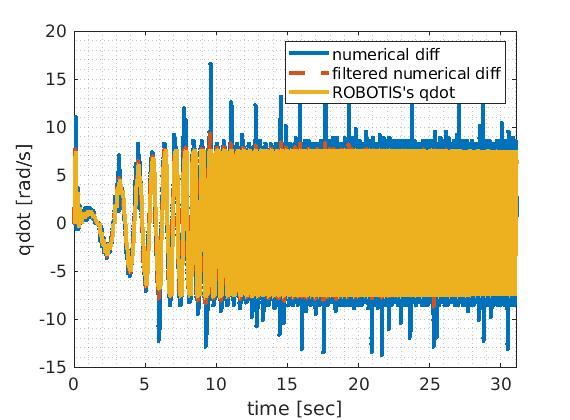 20
15
10
5
0
-5
-10
-15
qdot [rad/s]
numerical diff
filtered numerical diff
ROBOTIS's qdot
0 5 10 15 20 25 30
time [sec]